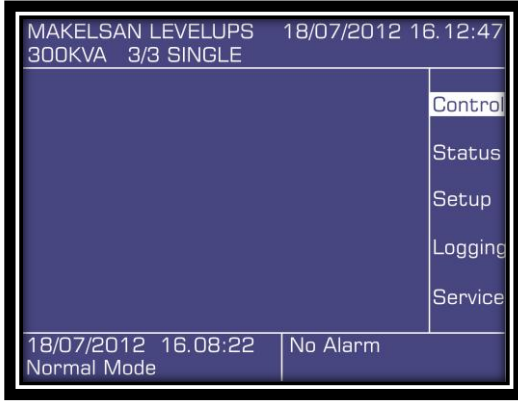 MAKELSAN LEVELUPS 18/07/2012 16.12:47
300KVA 3/3 SINGLE
Control
Status
Setup
Logging
Service
18/07/2012 16.08:22 No Alarm
Normal Mode